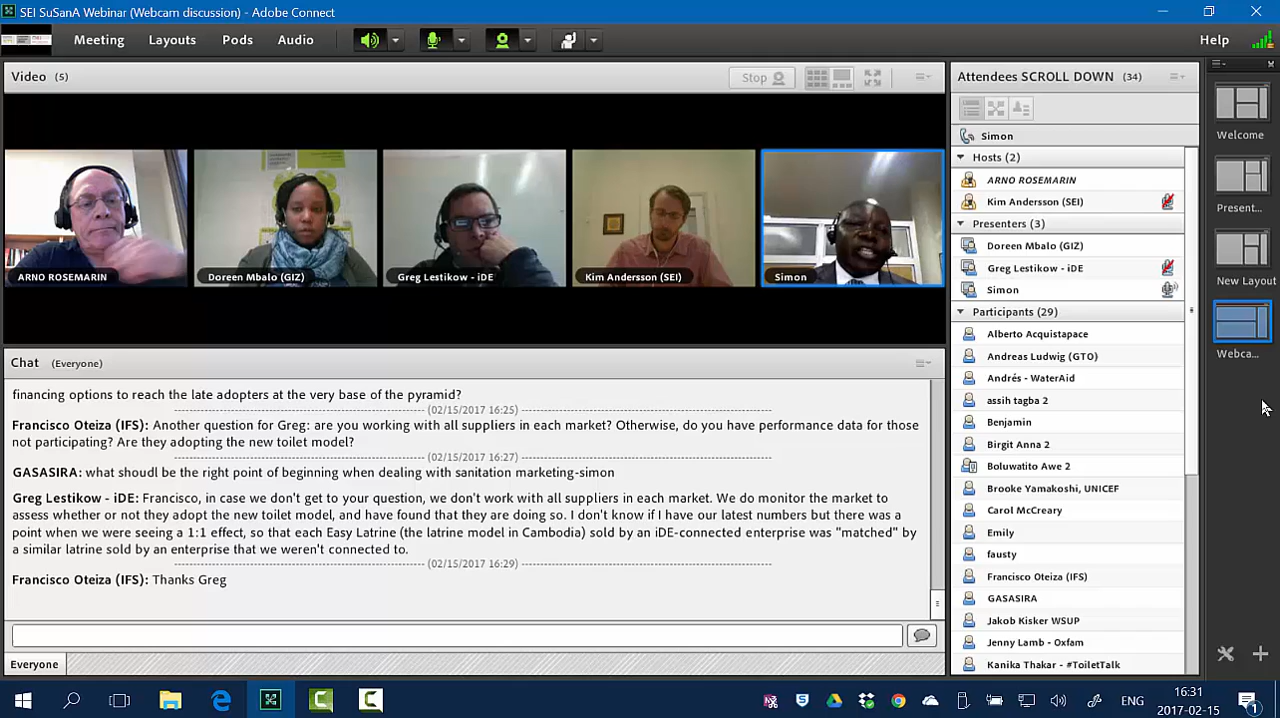 SEI SuSanA Webinar (Webcam discussion) - Adobe Connect
Meeting Layouts Pods Audio Help
Video (5) Stop
ARNO ROSEMARIN
Doreen Mbalo (GIZ)
Greg Lestikow - iDE
Kim Andersson (SEI)
Simon
Chat (Everyone)
financing options to reach the late adopters at the very base of the pyramid?
(02/15/2017 16:25)
Francisco Oteiza (IFS): Another question for Greg: are you working with all suppliers in each market? Otherwise, do you have performance data for those
not participating? Are they adopting the new toilet model?
(02/15/2017 16:27)
GASASIRA: what shoudl be the right point of beginning when dealing with sanitation marketing-simon
Greg Lestikow - iDE: Francisco, in case we don't get to your question, we don't work with all suppliers in each market. We do monitor the market to
assess whether or not they adopt the new toilet model, and have found that they are doing so. I don't know if I have our latest numbers but there was a
point when we were seeing a 1:1 effect, so that each Easy Latrine (the latrine model in Cambodia) sold by an iDE-connected enterprise was "matched" by
a similar latrine sold by an enterprise that we weren't connected to.
(02/15/2017 16:29)
Francisco Oteiza (IFS): Thanks Greg
Everyone
Attendees SCROLL DOWN (34)
Simon
Hosts (2)
ARNO ROSEMARIN
Kim Andersson (SEI)
Presenters (3)
Doreen Mbalo (GIZ)
Greg Lestikow - iDE
Simon
Participants (29)
Alberto Acquistapace
Andreas Ludwig (GTO)
Andrés - WaterAid
assih tagba 2
Benjamin
Birgit Anna 2
Boluwatito Awe 2
Brooke Yamakoshi, UNICEF
Carol McCreary
Emily
fausty
Francisco Oteiza (IFS)
GASASIRA
Jakob Kisker WSUP
Jenny Lamb - Oxfam
Kanika Thakar - #ToiletTalk
Welcome
Present...
New Layout
Webca...
ENG
16:31
2017-02-15
1